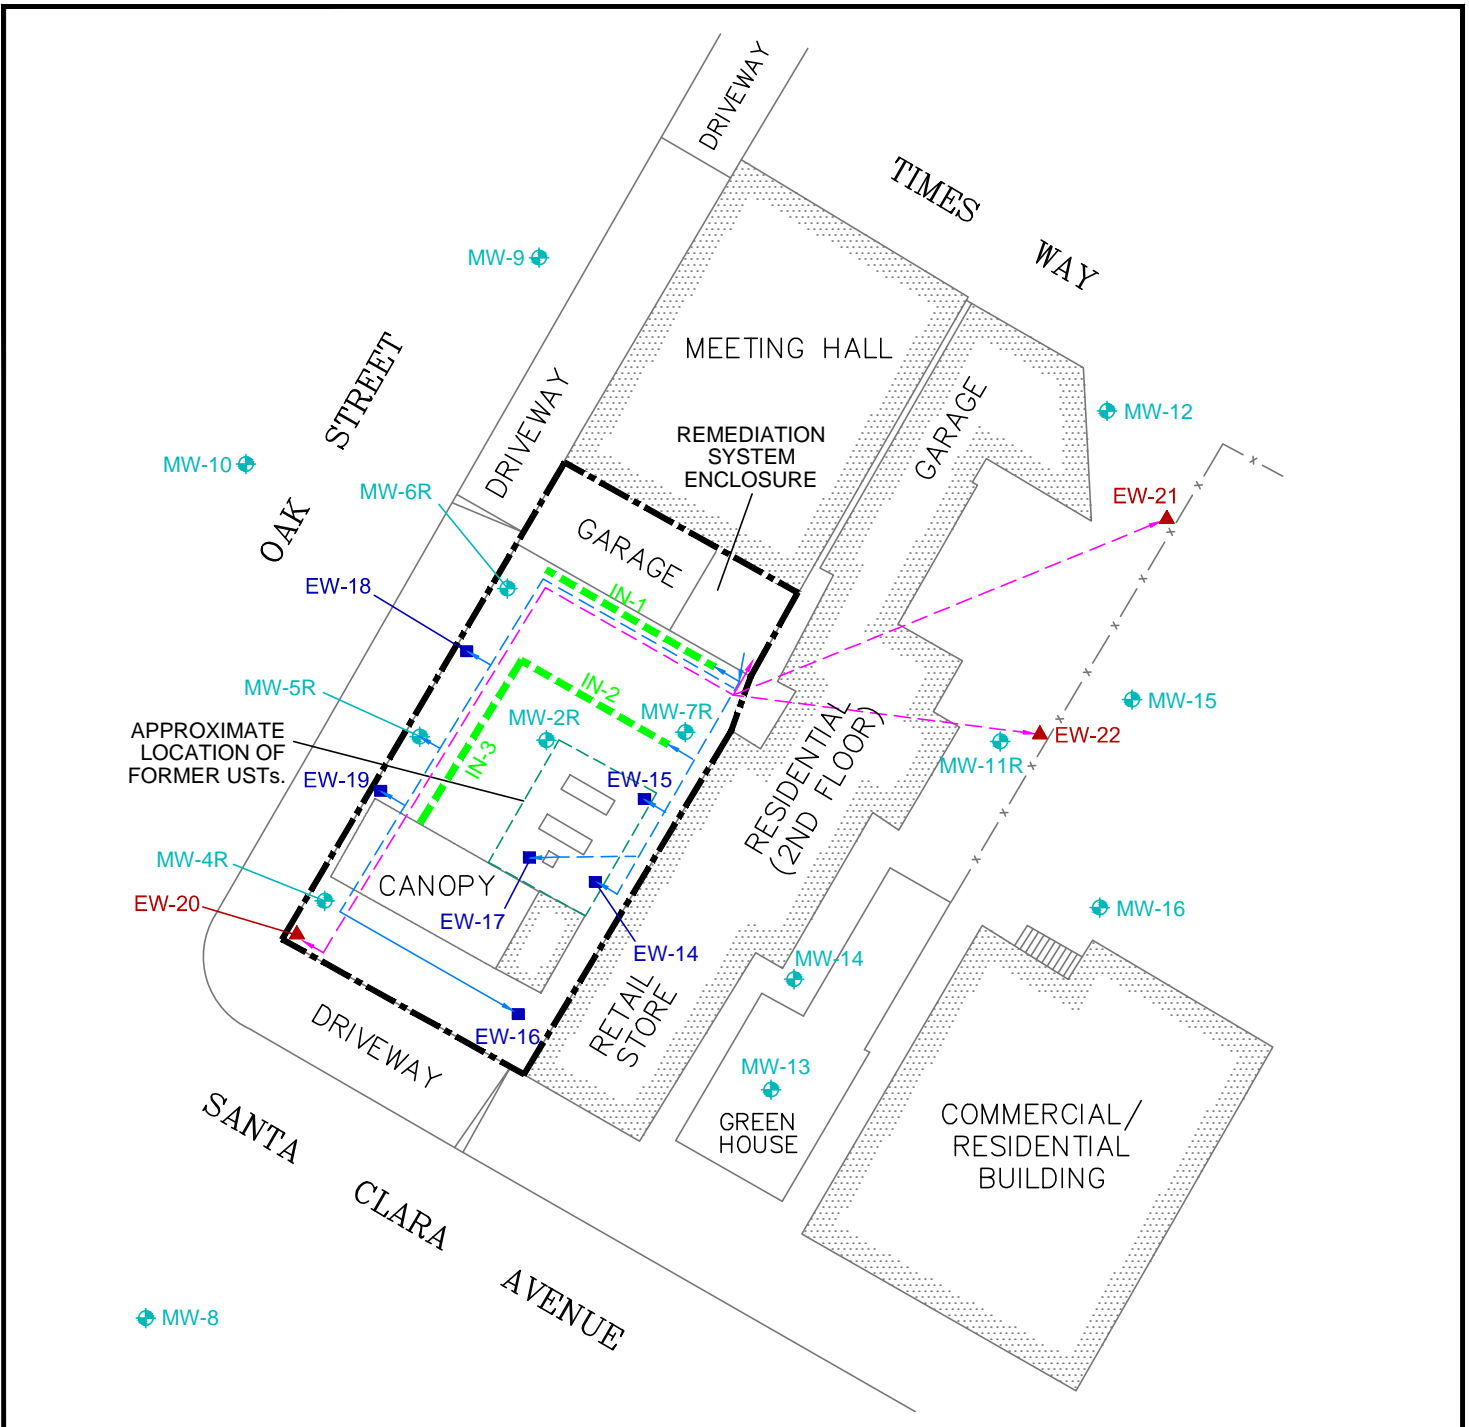 DRIVEWAY
TIMES WAY
MW-9
MEETING HALL
OAK STREET
DRIVEWAY
GARAGE
MW-12
REMEDIATION
SYSTEM
ENCLOSURE
MW-10
MW-6R
EW-21
GARAGE
EW-18
IN-1
MW-5R
IN-2
MW-15
MW-2R
MW-7R
APPROXIMATE
LOCATION OF
FORMER USTs.
IN-3
EW-22
MW-11R
EW-19
EW-15
RESIDENTIAL
(2ND FLOOR)
MW-4R
CANOPY
EW-20
EW-17
MW-16
EW-14
MW-14
RETAIL
STORE
EW-16
DRIVEWAY
MW-13
GREEN
HOUSE
COMMERCIAL/
RESIDENTIAL
BUILDING
SANTA CLARA AVENUE
MW-8
x
x
x
x
x
x
x
x